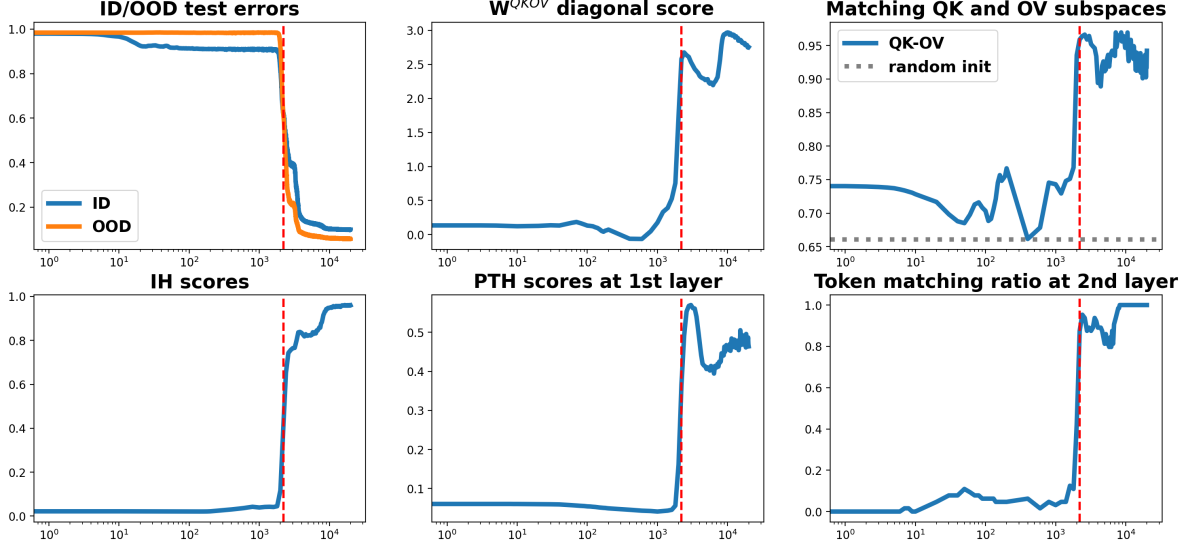 ID/OOD test errors
1.0
0.8
0.6
0.4
0.2
ID
OOD
10^0 10^1 10^2 10^3 10^4
W^{QKOV} diagonal score
3.0
2.5
2.0
1.5
1.0
0.5
0.0
10^0 10^1 10^2 10^3 10^4
Matching QK and OV subspaces
0.95
0.90
0.85
0.80
0.75
0.70
0.65
QK-OV
random init
10^0 10^1 10^2 10^3 10^4
IH scores
1.0
0.8
0.6
0.4
0.2
0.0
10^0 10^1 10^2 10^3 10^4
PTH scores at 1st layer
0.5
0.4
0.3
0.2
0.1
10^0 10^1 10^2 10^3 10^4
Token matching ratio at 2nd layer
1.0
0.8
0.6
0.4
0.2
0.0
10^0 10^1 10^2 10^3 10^4